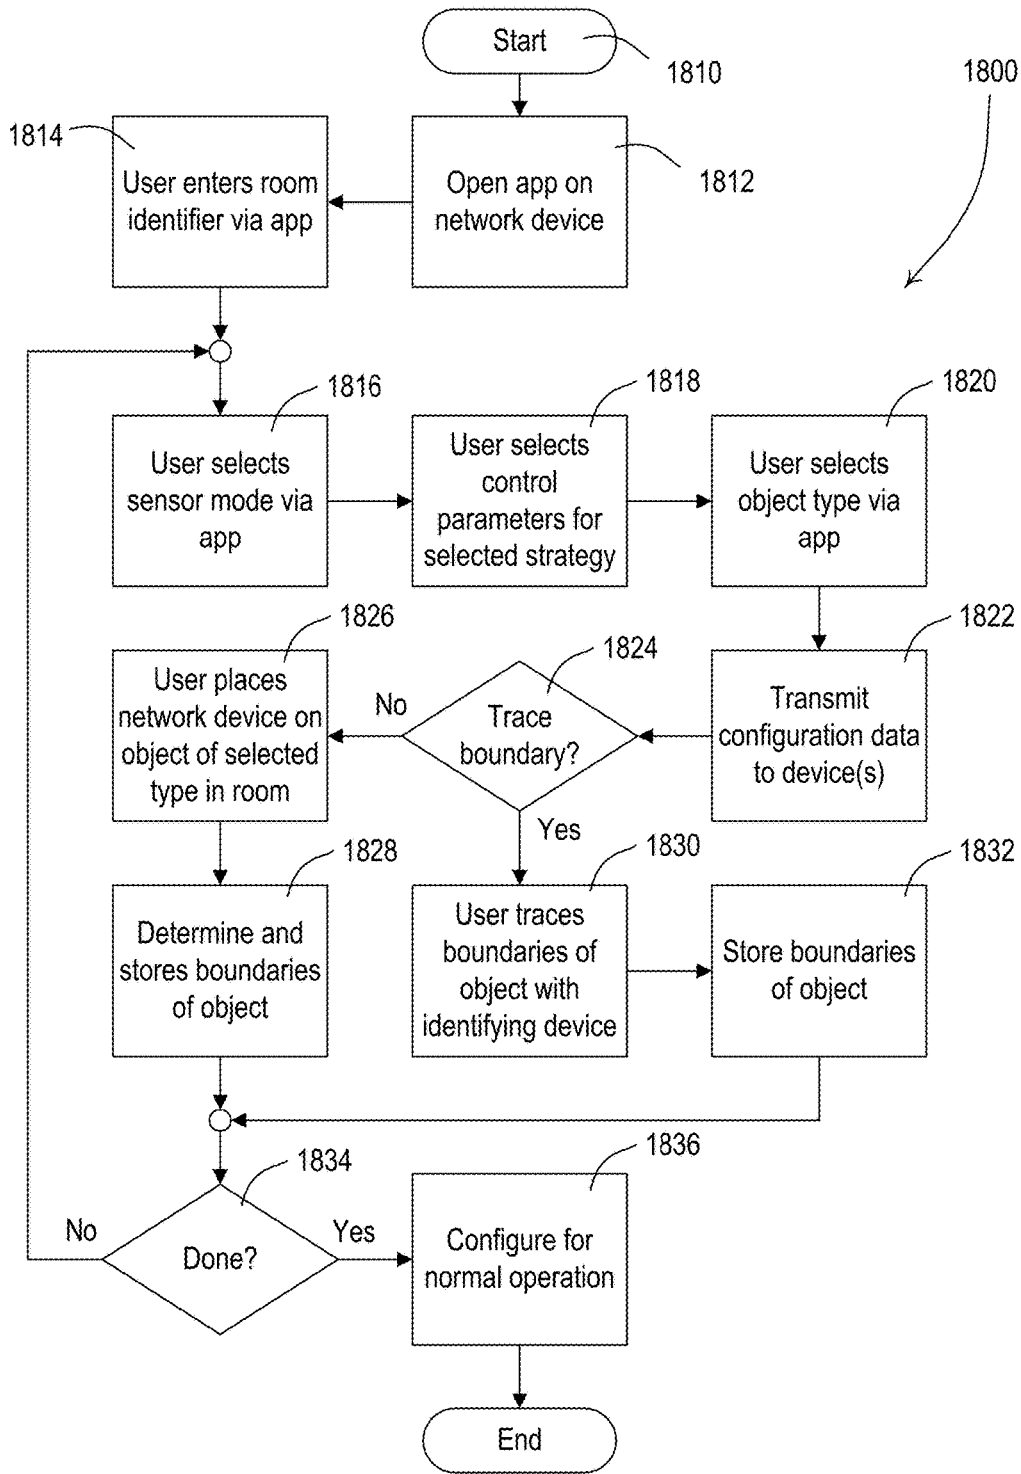 Start
1810
1800
1814
User enters room
identifier via app
Open app on
network device
1812
1816
User selects
sensor mode via
app
1818
User selects
control
parameters for
selected strategy
1820
User selects
object type via
app
1826
User places
network device on
object of selected
type in room
No
1824
Trace
boundary?
Yes
1822
Transmit
configuration data
to device(s)
1828
Determine and
stores boundaries
of object
1830
User traces
boundaries of
object with
identifying device
1832
Store boundaries
of object
1834
No
Done?
Yes
1836
Configure for
normal operation
End